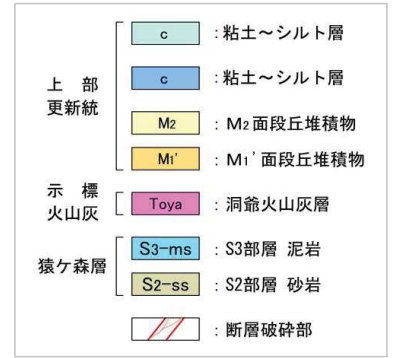 上 部
更新統
c ：粘土～シルト層
c ：粘土～シルト層
M2 ：M2面段丘堆積物
M1' ：M1'面段丘堆積物
示 標
火山灰
Toya ：洞爺火山灰層
猿ケ森層
S3-ms ：S3部層 泥岩
S2-ss ：S2部層 砂岩
：断層破砕部